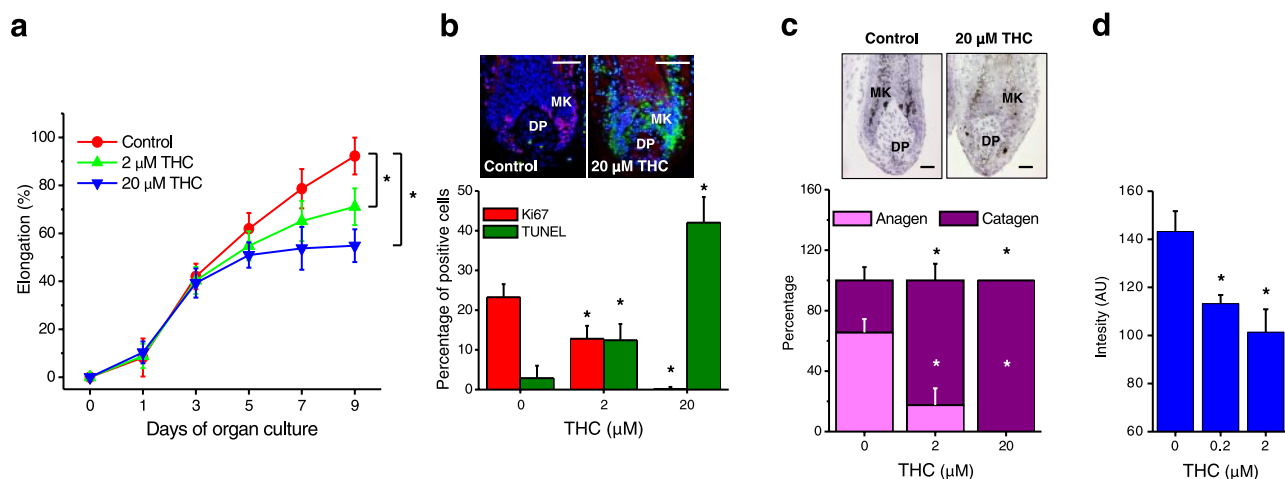 a
Elongation (%)
100
80
60
40
20
0
Control
2 µM THC
20 µM THC
*
*
0 1 3 5 7 9
Days of organ culture
b
MK
DP
Control
MK
DP
20 µM THC
Percentage of positive cells
50
40
30
20
10
0
Ki67
TUNEL
*
*
*
*
0 2 20
THC (µM)
c
Control
20 µM THC
MK
DP
MK
DP
Percentage
160
120
80
40
0
Anagen
Catagen
* *
* *
0 2 20
THC (µM)
d
Intesity (AU)
160
140
120
100
80
60
*
*
0 0.2 2
THC (µM)